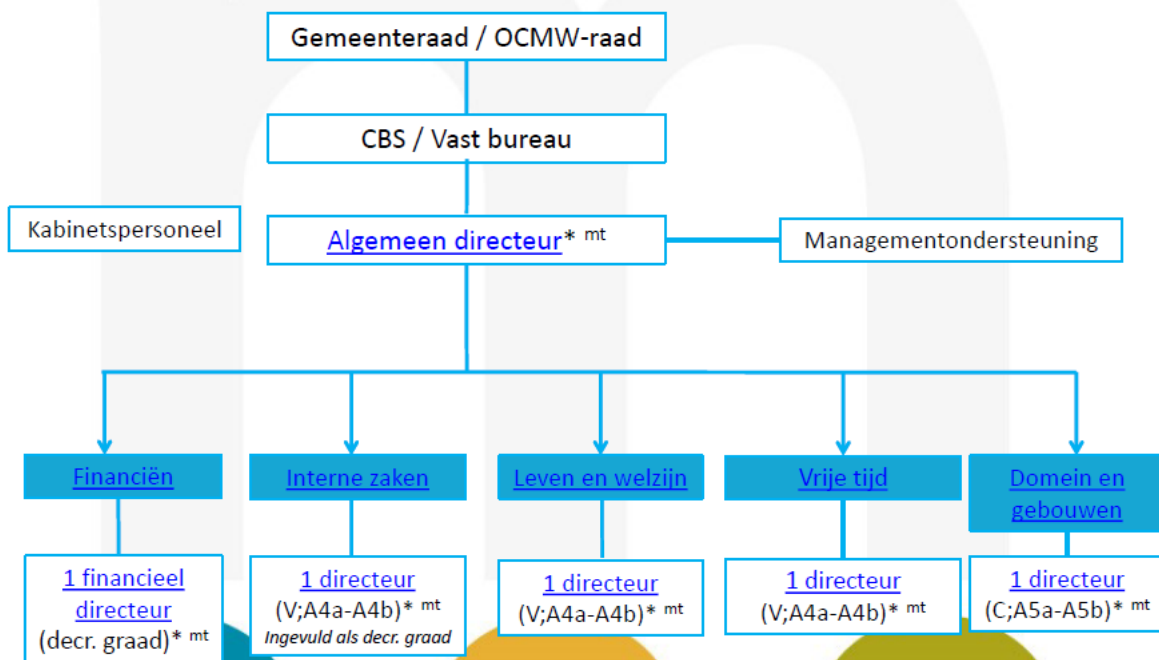 Gemeenteraad / OCMW-raad
CBS / Vast bureau
Kabinetspersoneel
Algemeen directeur* mt
Managementondersteuning
Financiën
Interne zaken
Leven en welzijn
Vrije tijd
Domein en
gebouwen
1 financieel
directeur
(decr. graad)* mt
1 directeur
(V;A4a-A4b)* mt
Ingevuld als decr. graad
1 directeur
(V;A4a-A4b)* mt
1 directeur
(V;A4a-A4b)* mt
1 directeur
(C;A5a-A5b)* mt